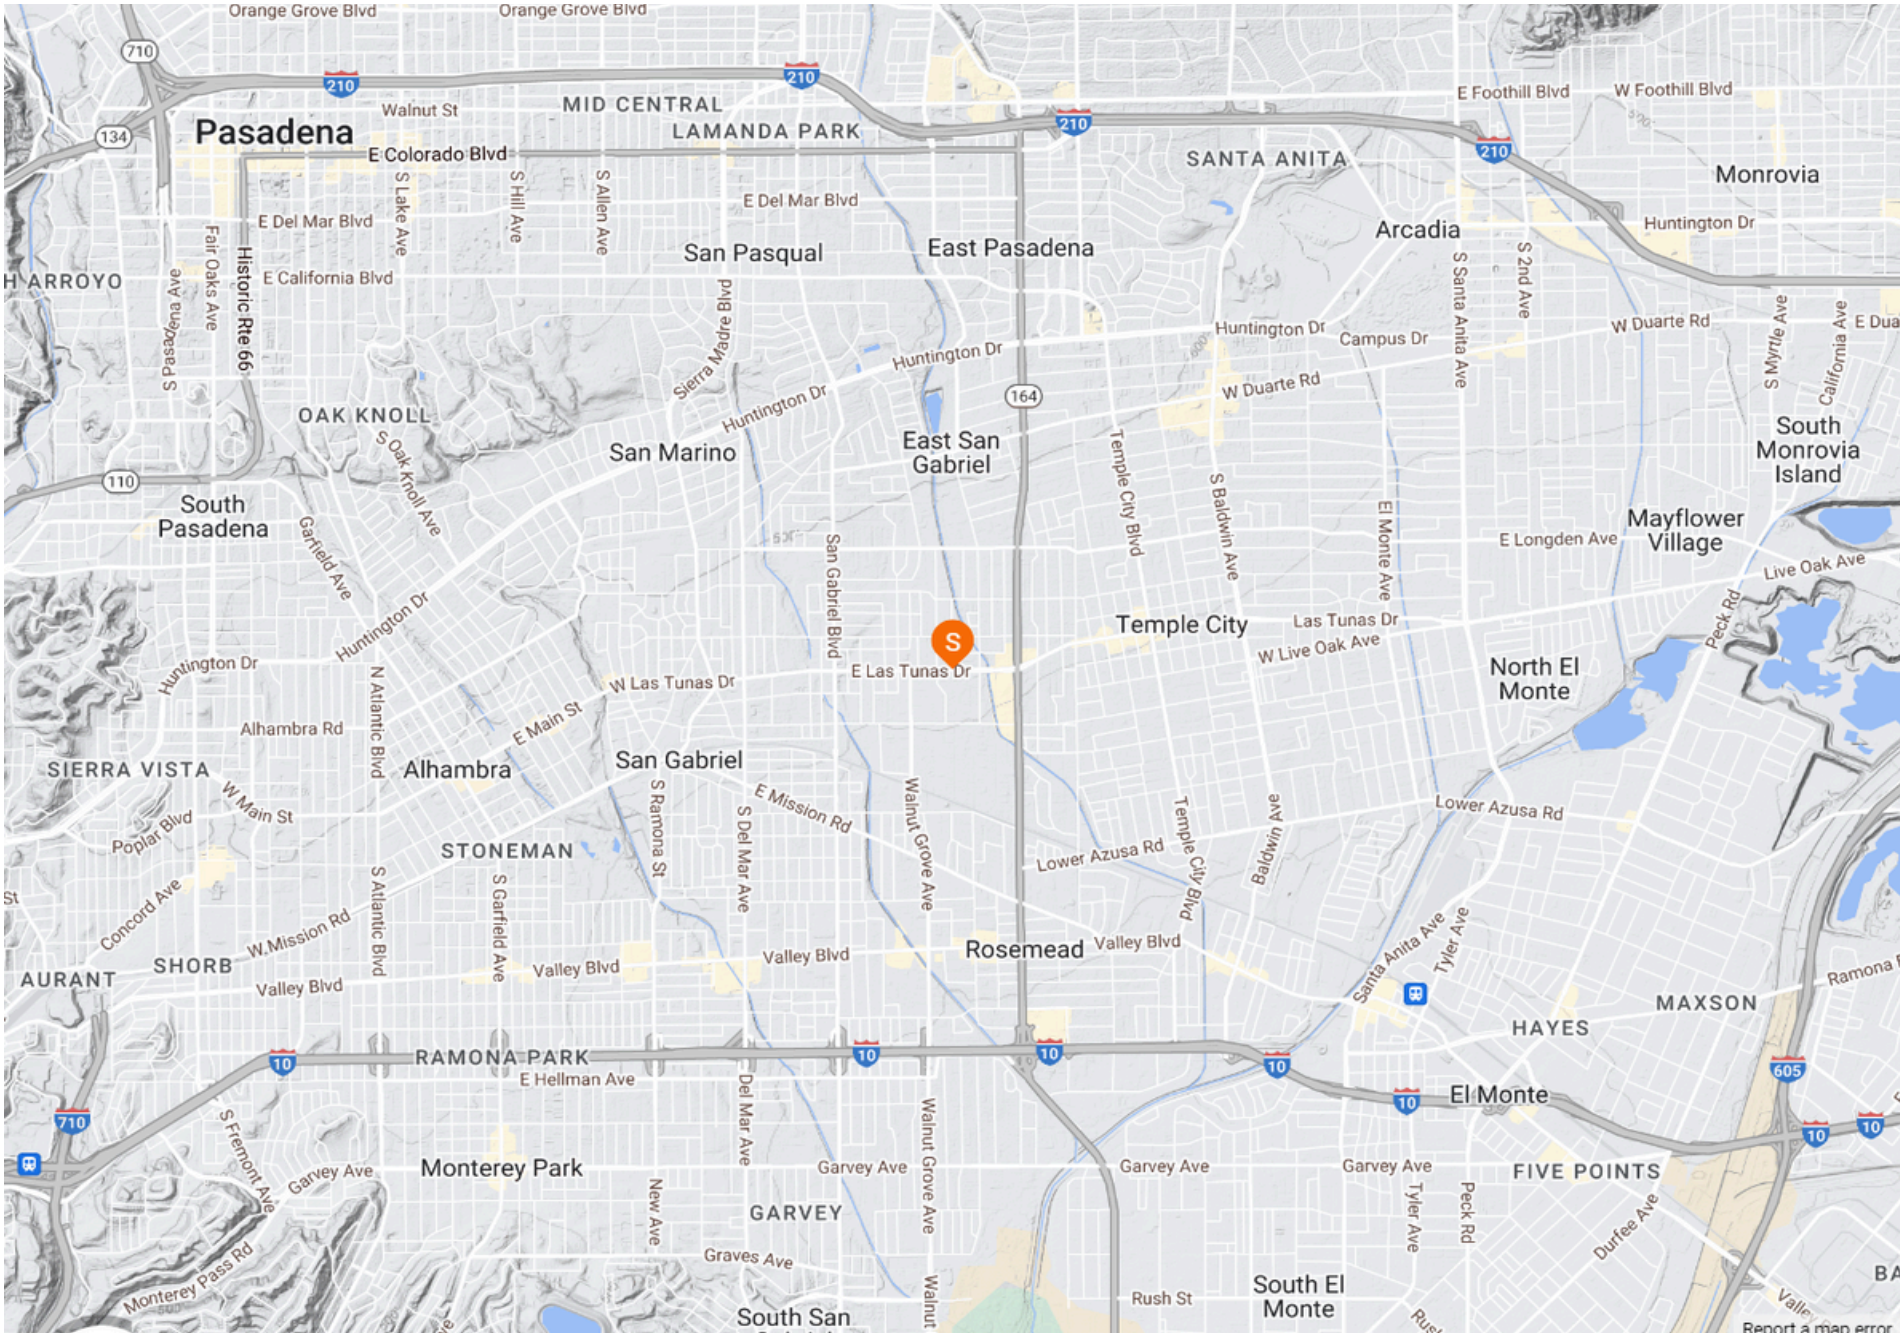 Orange Grove Blvd
Orange Grove Blvd
710
210
210
Walnut St
MID CENTRAL
E Foothill Blvd
W Foothill Blvd
134
Pasadena
LAMANDA PARK
210
210
E Colorado Blvd
SANTA ANITA
Monrovia
S Lake Ave
S Hill Ave
S Allen Ave
E Del Mar Blvd
E Del Mar Blvd
Fair Oaks Ave
Historic Rte 66
San Pasqual
East Pasadena
Arcadia
Huntington Dr
S 2nd Ave
S Santa Anita Ave
H ARROYO
S Pasadena Ave
E California Blvd
Sierra Madre Blvd
Huntington Dr
Campus Dr
W Duarte Rd
S Myrtle Ave
California Ave
E Dua
Huntington Dr
600
W Duarte Rd
164
Huntington Dr
OAK KNOLL
S Oak Knoll Ave
San Marino
East San
Gabriel
Temple City Blvd
S Baldwin Ave
South
Monrovia
Island
110
South
Pasadena
Garfield Ave
San Gabriel Blvd
El Monte Ave
E Longden Ave
Mayflower
Village
Live Oak Ave
Peck Rd
Huntington Dr
S
Temple City
Las Tunas Dr
W Live Oak Ave
Huntington Dr
N Atlantic Blvd
W Las Tunas Dr
E Las Tunas Dr
North El
Monte
Alhambra Rd
E Main St
SIERRA VISTA
Alhambra
San Gabriel
W Main St
Poplar Blvd
S Ramona St
E Mission Rd
S Del Mar Ave
Walnut Grove Ave
Temple City Blvd
Baldwin Ave
Lower Azusa Rd
Lower Azusa Rd
STONEMAN
St
Concord Ave
S Atlantic Blvd
S Garfield Ave
W Mission Rd
Santa Anita Ave
Tyler Ave
AURANT
SHORB
Valley Blvd
Valley Blvd
Valley Blvd
Rosemead
Valley Blvd
Ramona
MAXSON
HAYES
10
RAMONA PARK
10
10
10
605
E Hellman Ave
Del Mar Ave
10
El Monte
710
10
10
S Fremont Ave
Walnut Grove Ave
Garvey Ave
Monterey Park
Garvey Ave
Garvey Ave
Garvey Ave
FIVE POINTS
New Ave
GARVEY
Tyler Ave
Peck Rd
Durfee Ave
Monterey Pass Rd
Graves Ave
Walnut
Rush St
South El
Monte
BA
South San
Valle
Report a map error